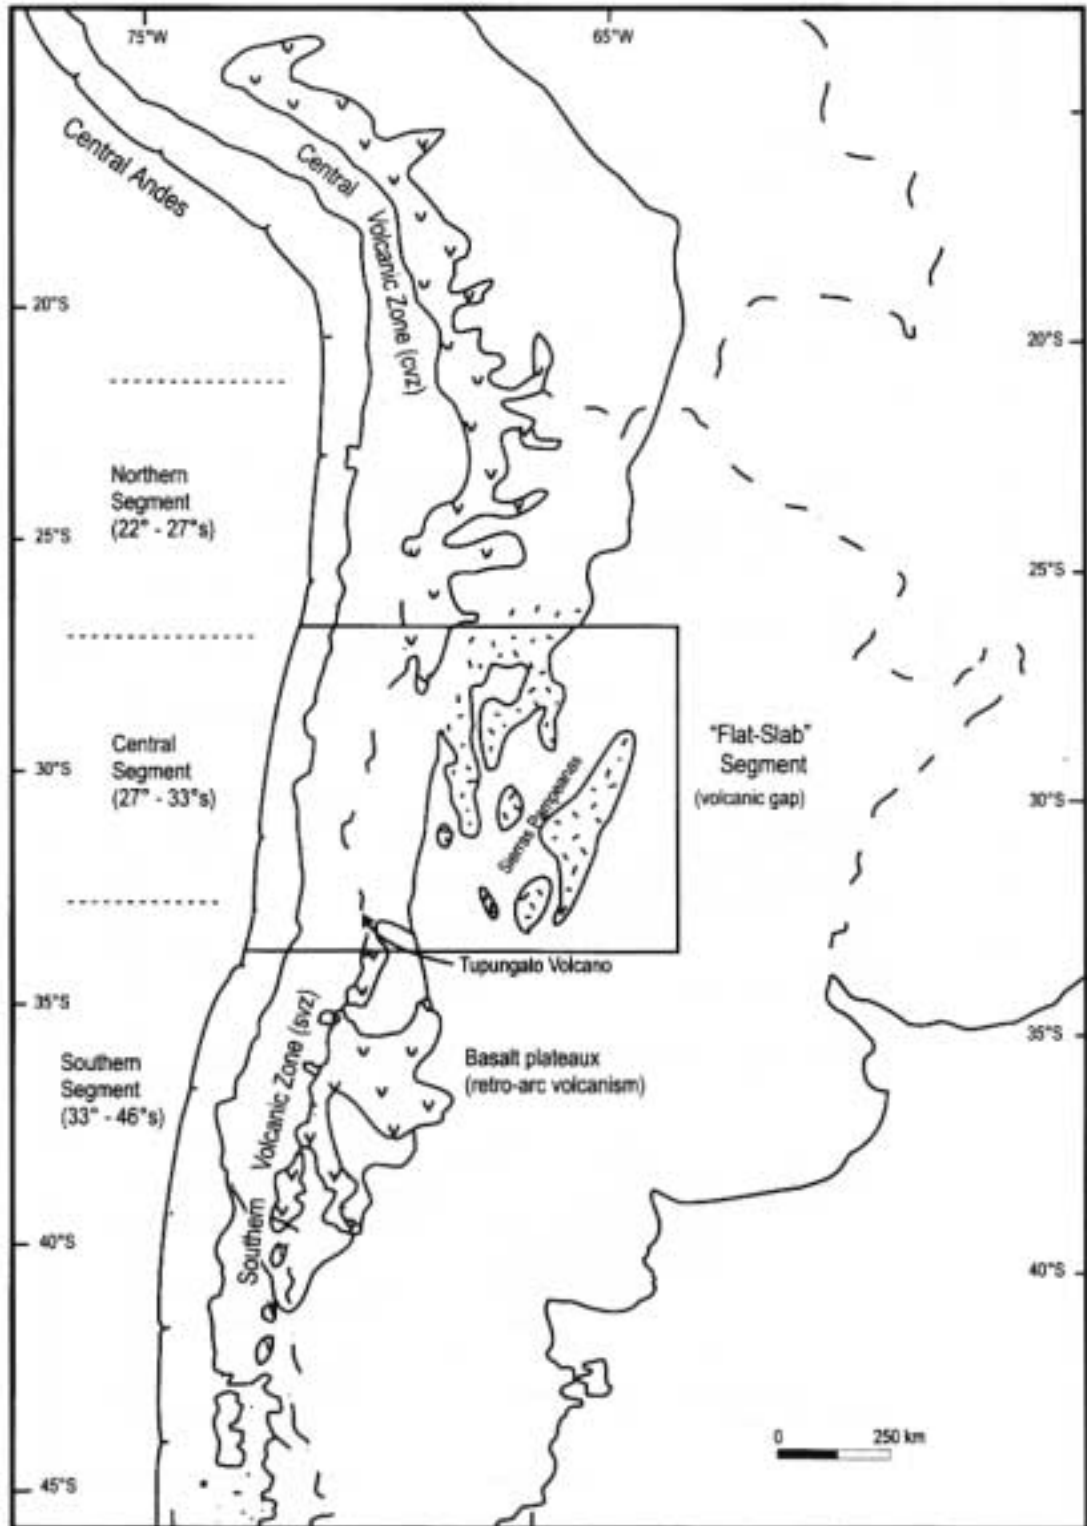 75°W
65°W
Central Andes
Central
Volcanic Zone (cvz)
20°S
20°S
Northern
Segment
(22° - 27°s)
25°S
25°S
Central
Segment
(27° - 33°s)
30°S
"Flat-Slab"
Segment
(volcanic gap)
30°S
Sierras Pampeanas
Tupungato Volcano
35°S
35°S
Southern
Segment
(33° - 46°s)
Basalt plateaux
(retro-arc volcanism)
Southern Volcanic Zone (svz)
40°S
40°S
0 250 km
45°S